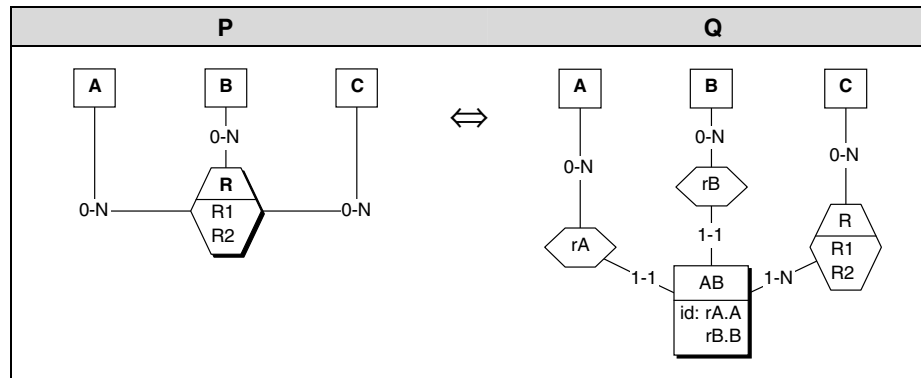 P Q
A B C ⇔ A B C
0-N 0-N 0-N
0-N R 0-N rB R
R1 R1
R2 rA 1-1 R2
1-1 AB 1-N
id: rA.A
rB.B